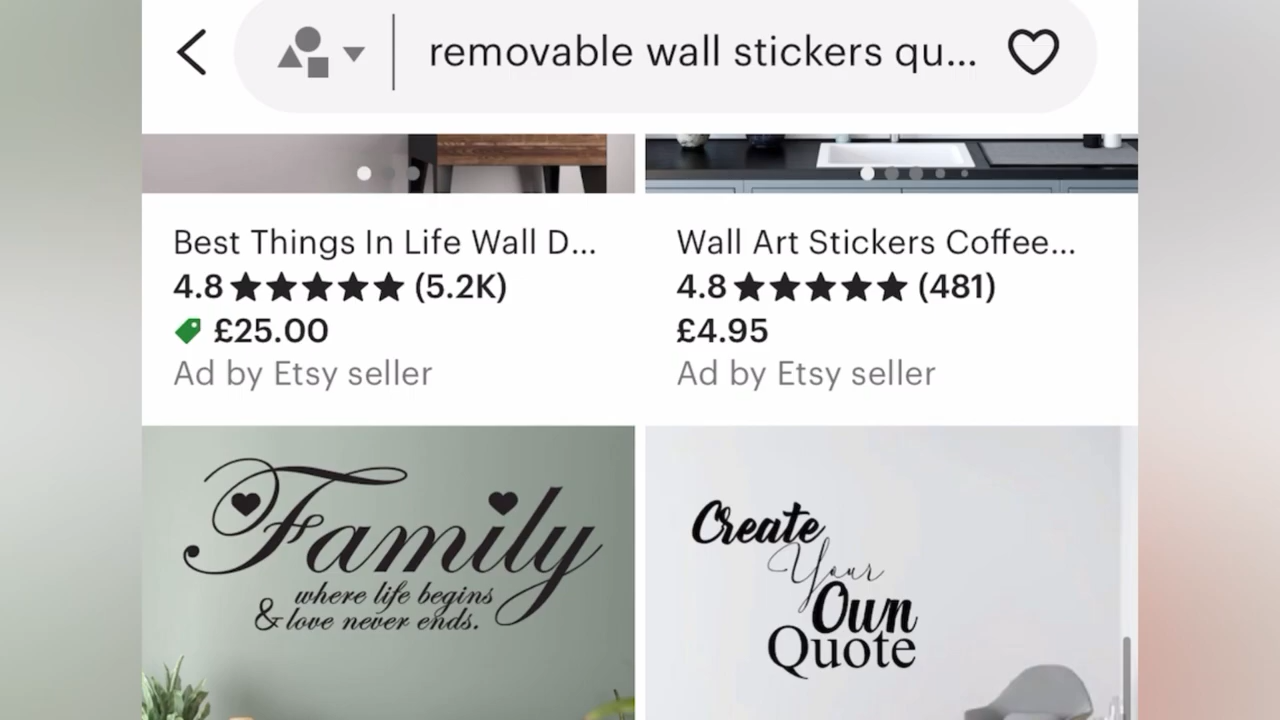 removable wall stickers qu...
Best Things In Life Wall D...
4.8 ★★★★★ (5.2K)
£25.00
Ad by Etsy seller
Wall Art Stickers Coffee...
4.8 ★★★★★ (481)
£4.95
Ad by Etsy seller
Family
where life begins
& love never ends.
Create
Your
Own
Quote